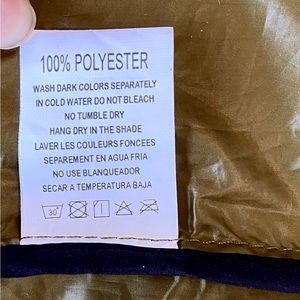 100% POLYESTER
WASH DARK COLORS SEPARATELY
IN COLD WATER DO NOT BLEACH
NO TUMBLE DRY
HANG DRY IN THE SHADE
LAVER LES COULEURS FONCEES
SEPAREMENT EN AGUA FRIA
NO USE BLANQUEADOR
SECAR A TEMPERATURA BAJA
30°